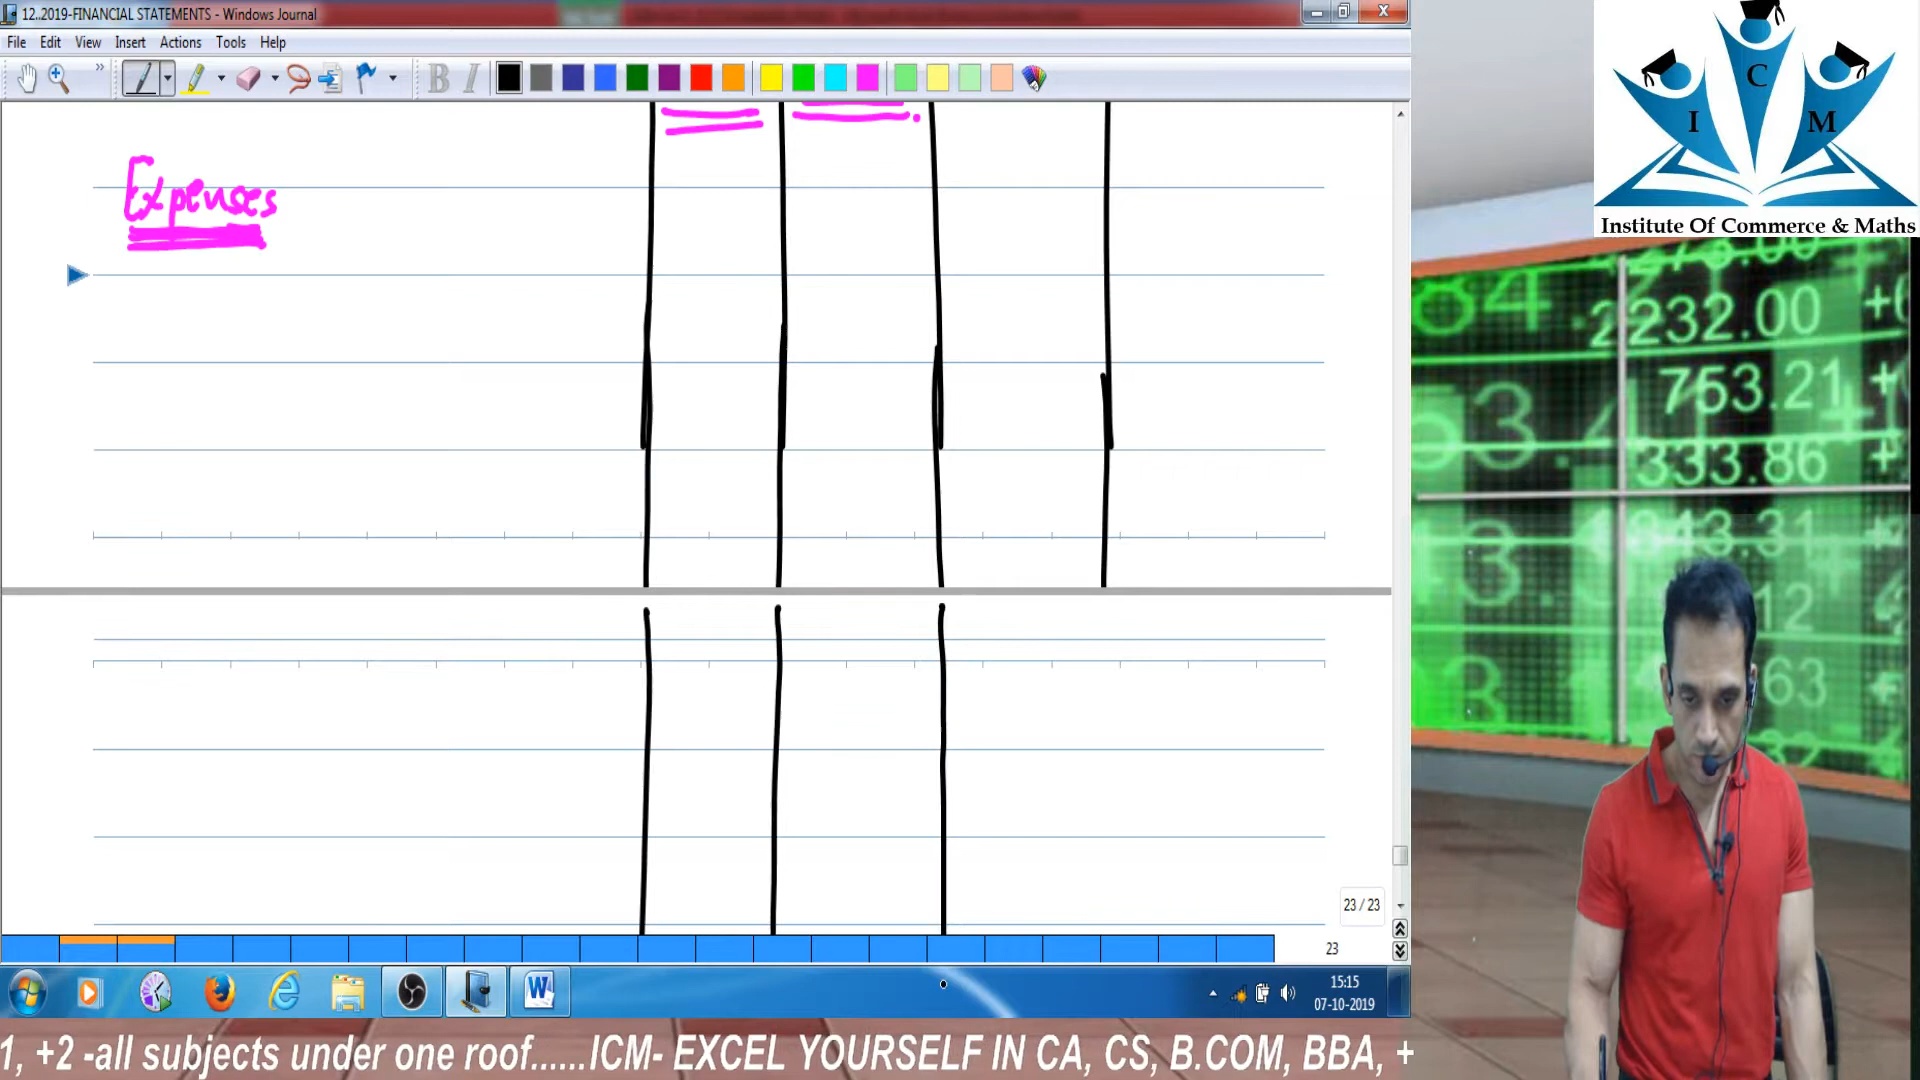 12..2019-FINANCIAL STATEMENTS - Windows Journal
File Edit View Insert Actions Tools Help
B I
Expenses
23 / 23
23
15:15
07-10-2019
I C M
Institute Of Commerce & Maths
2232.00
753.21
333.86
63
1, +2 -all subjects under one roof......ICM- EXCEL YOURSELF IN CA, CS, B.COM, BBA, +